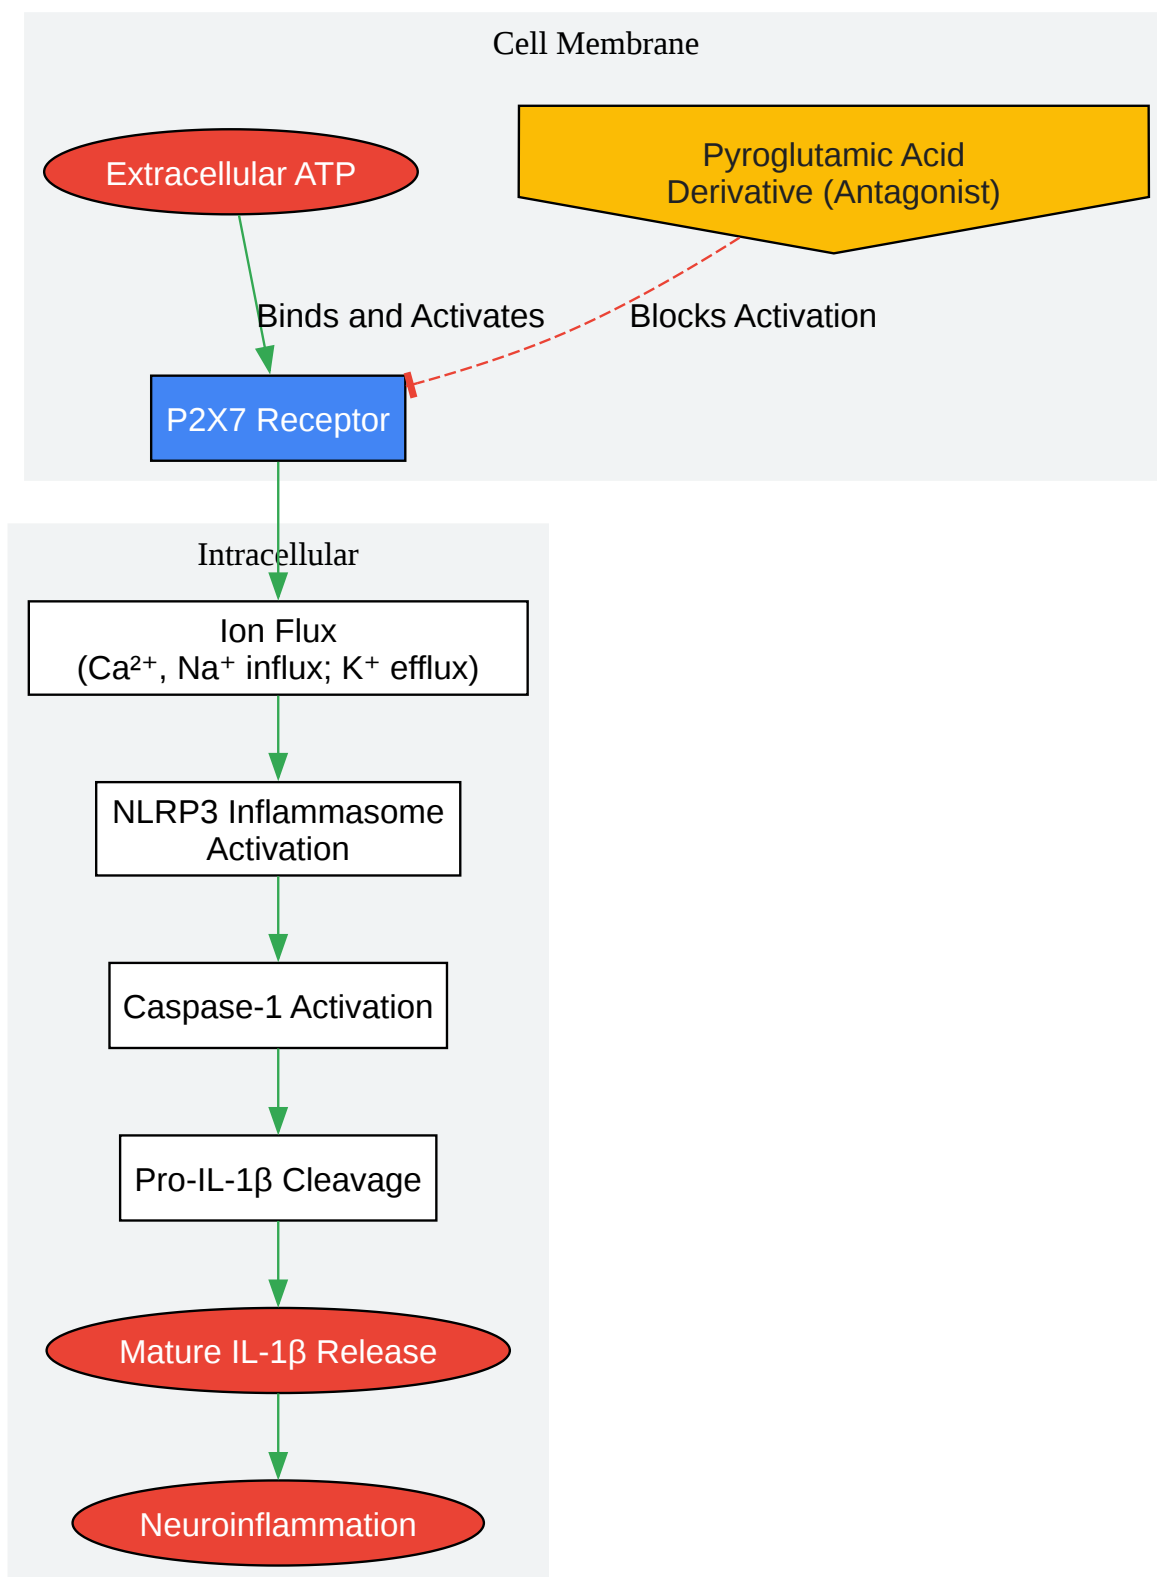 Cell Membrane
Extracellular ATP
Pyroglutamic Acid
Derivative (Antagonist)
Binds and Activates
Blocks Activation
P2X7 Receptor
Intracellular
Ion Flux
(Ca²⁺, Na⁺ influx; K⁺ efflux)
NLRP3 Inflammasome
Activation
Caspase-1 Activation
Pro-IL-1β Cleavage
Mature IL-1β Release
Neuroinflammation